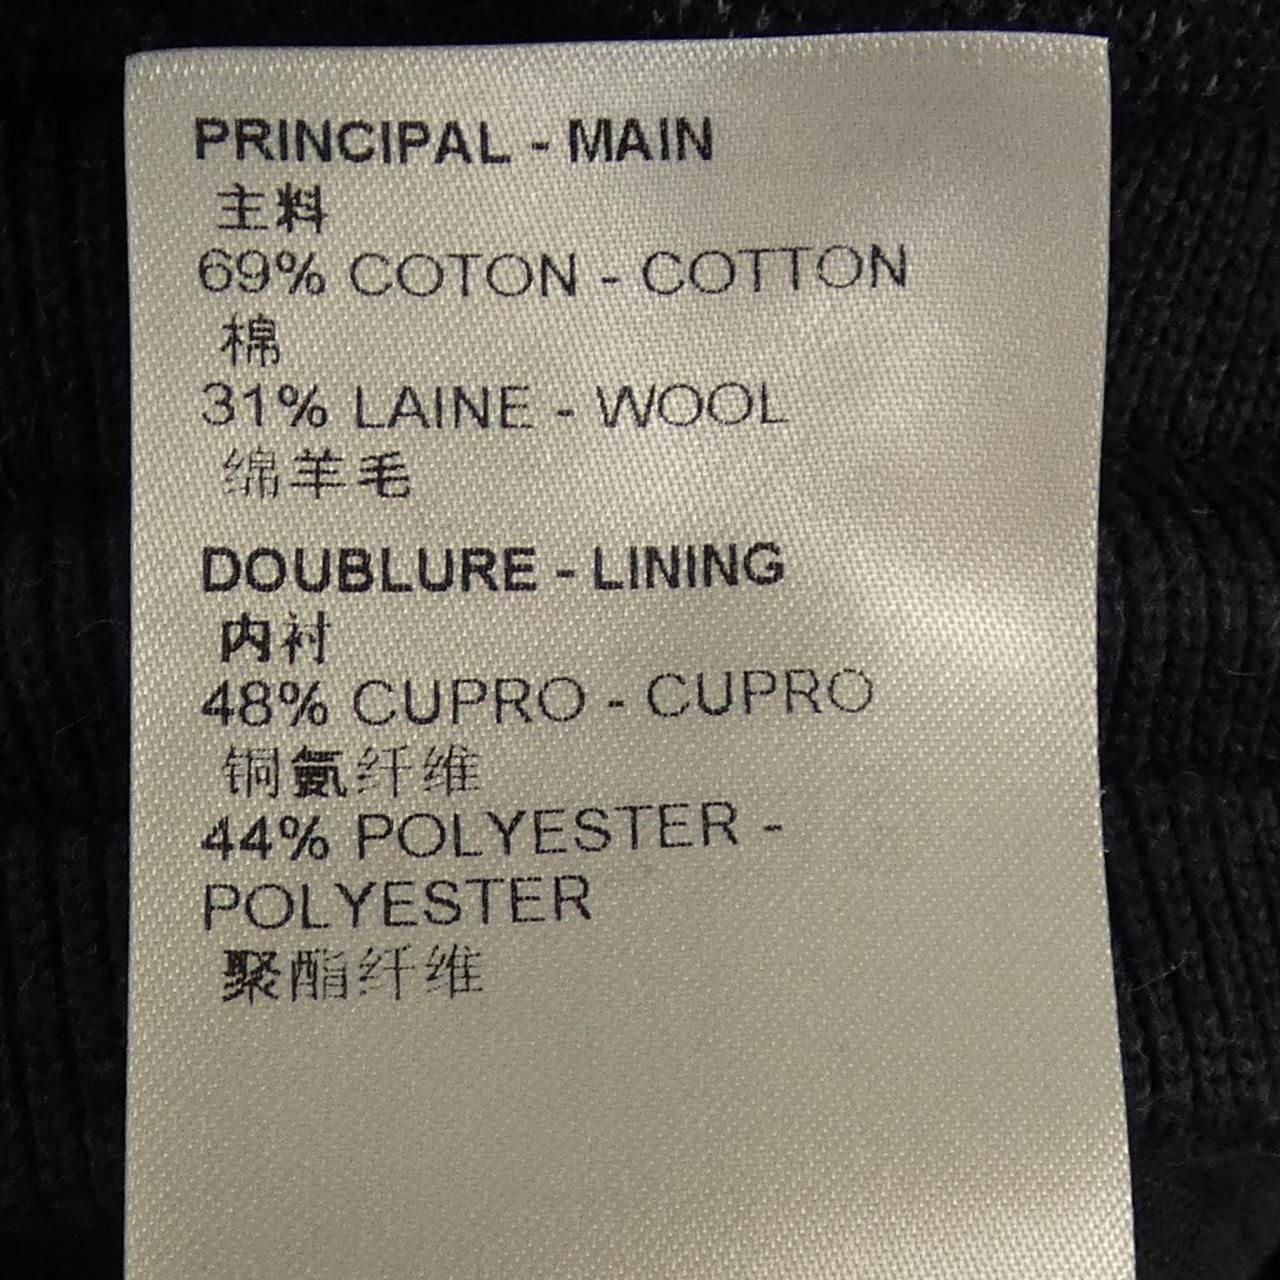 PRINCIPAL - MAIN
主料
69% COTON - COTTON
棉
31% LAINE - WOOL
绵羊毛
DOUBLURE - LINING
内衬
48% CUPRO - CUPRO
铜氨纤维
44% POLYESTER -
POLYESTER
聚酯纤维